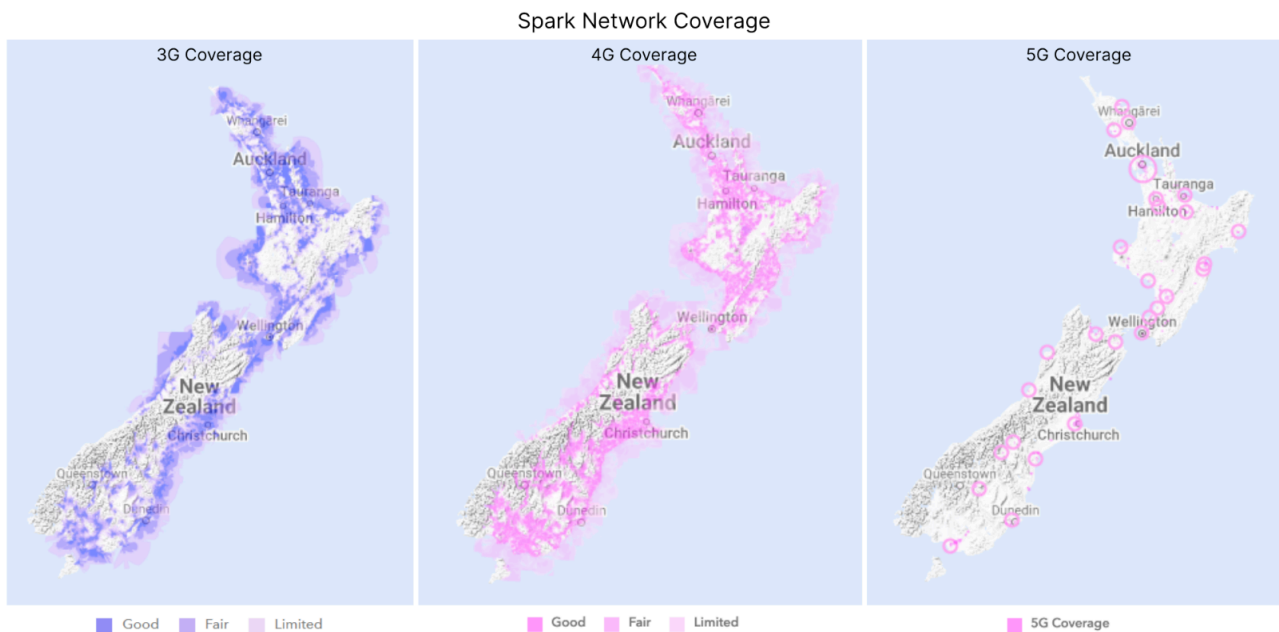 Spark Network Coverage
3G Coverage
Whangārei
Auckland
Tauranga
Hamilton
Wellington
New
Zealand
Christchurch
Queenstown
Dunedin
Good Fair Limited
4G Coverage
Whangārei
Auckland
Tauranga
Hamilton
Wellington
New
Zealand
Christchurch
Queenstown
Dunedin
Good Fair Limited
5G Coverage
Whangārei
Auckland
Tauranga
Hamilton
Wellington
New
Zealand
Christchurch
Queenstown
Dunedin
5G Coverage